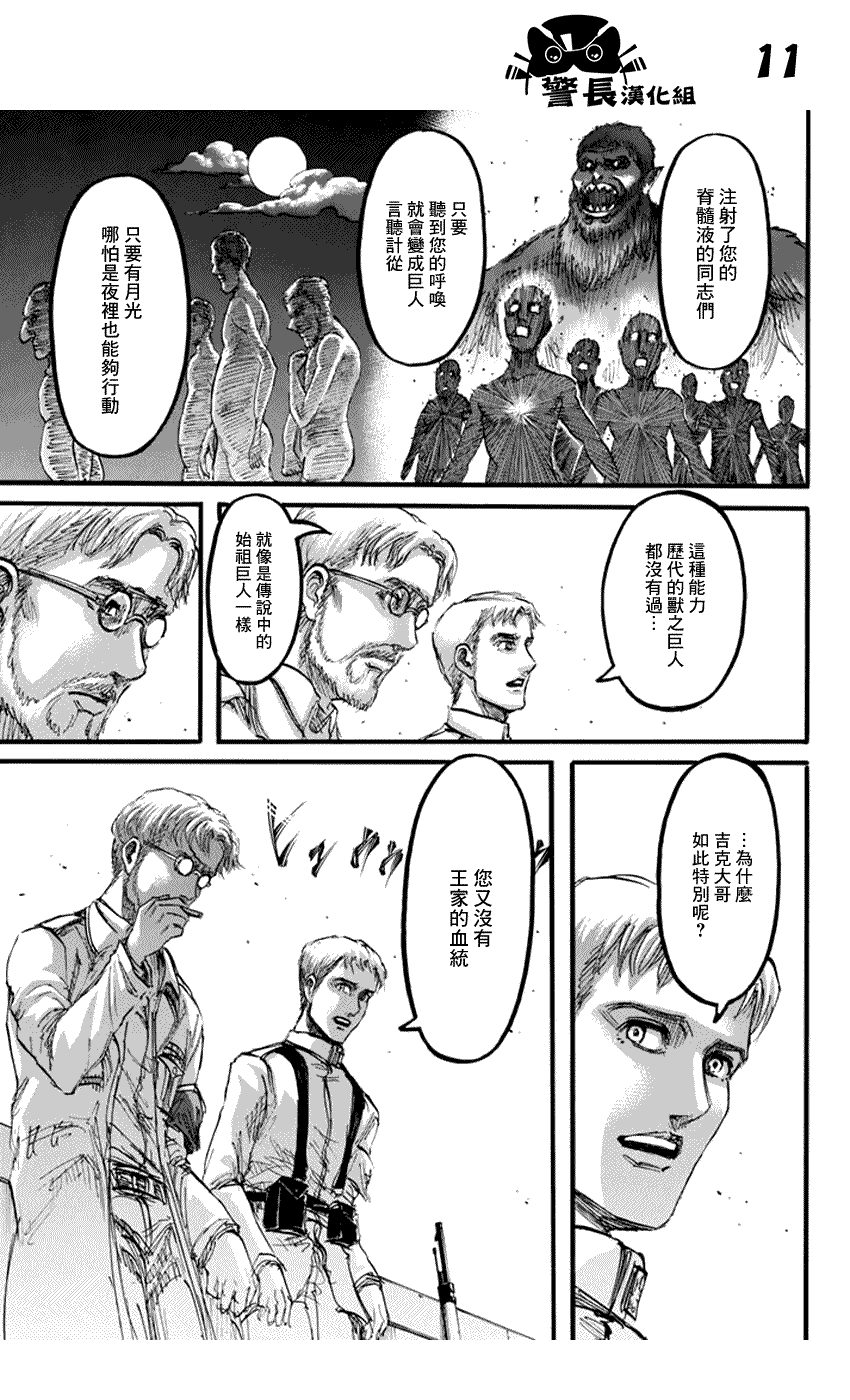 警長漢化組
11
注射了您的
脊髓液的同志們
只要
聽到您的呼喚
就會變成巨人
言聽計從
只要有月光
哪怕是夜裡也能夠行動
這種能力
歷代的獸之巨人
都沒有過…
就像是傳說中的
始祖巨人一樣
…為什麼
吉克大哥
如此特別呢?
您又沒有
王家的血統